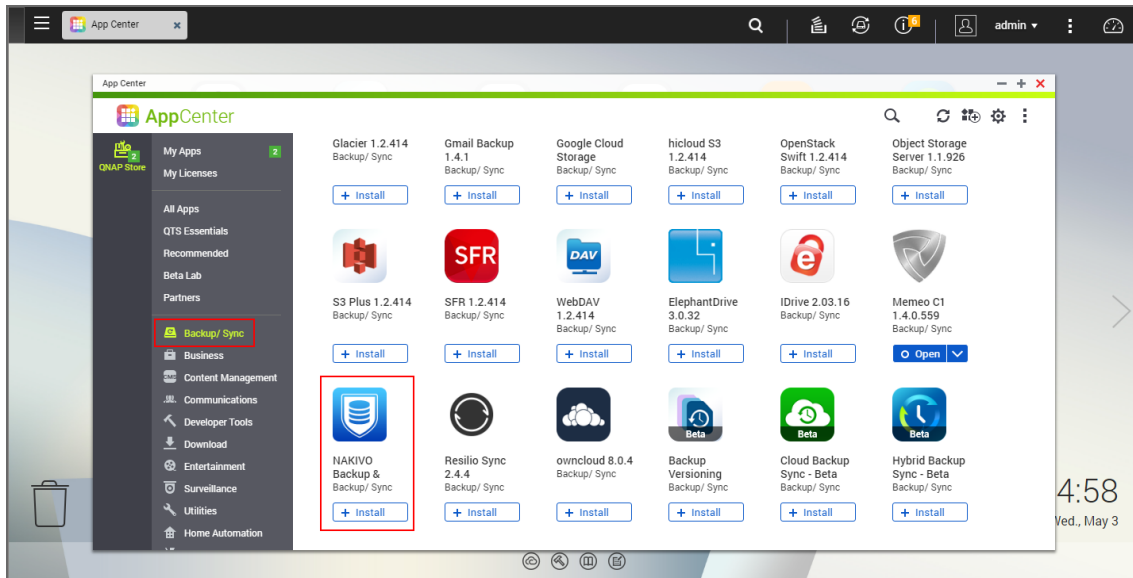 App Center
6
admin
App Center
AppCenter
2
QNAP Store
My Apps 2
My Licenses
All Apps
QTS Essentials
Recommended
Beta Lab
Partners
Backup/ Sync
Business
CMS Content Management
Communications
Developer Tools
Download
Entertainment
Surveillance
Utilities
Home Automation
Glacier 1.2.414
Backup/ Sync
+ Install
Gmail Backup
1.4.1
Backup/ Sync
+ Install
Google Cloud
Storage
Backup/ Sync
+ Install
hicloud S3
1.2.414
Backup/ Sync
+ Install
OpenStack
Swift 1.2.414
Backup/ Sync
+ Install
Object Storage
Server 1.1.926
Backup/ Sync
+ Install
S3 Plus 1.2.414
Backup/ Sync
+ Install
SFR
SFR 1.2.414
Backup/ Sync
+ Install
DAV
WebDAV
1.2.414
Backup/ Sync
+ Install
ElephantDrive
3.0.32
Backup/ Sync
+ Install
e
IDrive 2.03.16
Backup/ Sync
+ Install
Memeo C1
1.4.0.559
Backup/ Sync
Open
NAKIVO
Backup &
Backup/ Sync
+ Install
Resilio Sync
2.4.4
Backup/ Sync
+ Install
owncloud 8.0.4
Backup/ Sync
+ Install
Beta
Backup
Versioning
Backup/ Sync
+ Install
Beta
Cloud Backup
Sync - Beta
Backup/ Sync
+ Install
Beta
Hybrid Backup
Sync - Beta
Backup/ Sync
+ Install
4:58
Wed., May 3